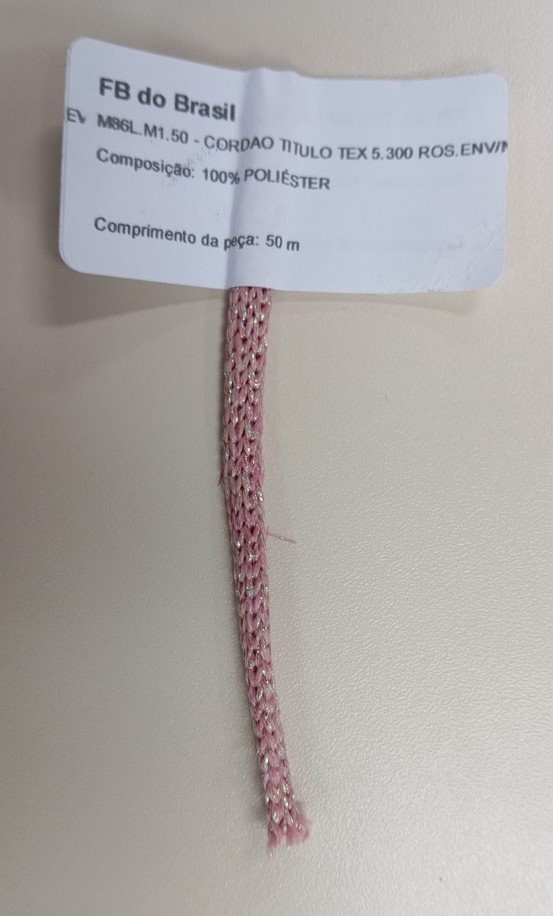 FB do Brasil
M86L.M1.50 - CORDAO TITULO TEX 5.300 ROS.ENV/
Composição: 100% POLIÉSTER
Comprimento da peça: 50 m